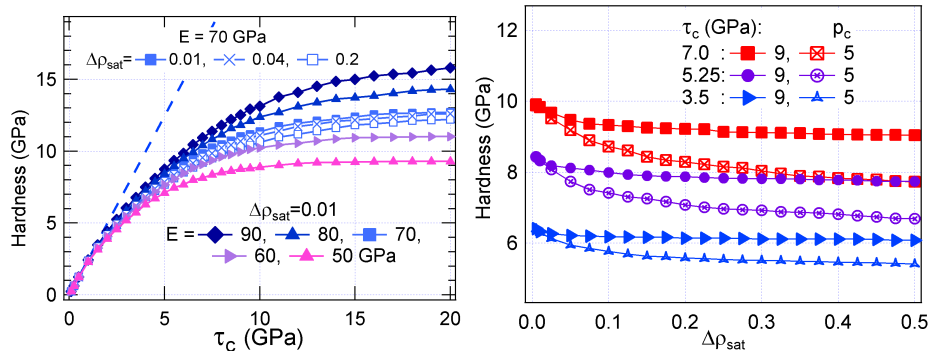 E = 70 GPa
Δρsat= 0.01, 0.04, 0.2
Hardness (GPa)
15
10
5
0
Δρsat=0.01
E = 90, 80, 70,
60, 50 GPa
0 5 10 15 20
τc (GPa)
τc (GPa): pc
7.0 : 9, 5
5.25: 9, 5
3.5 : 9, 5
Hardness (GPa)
12
10
8
6
0.0 0.1 0.2 0.3 0.4 0.5
Δρsat